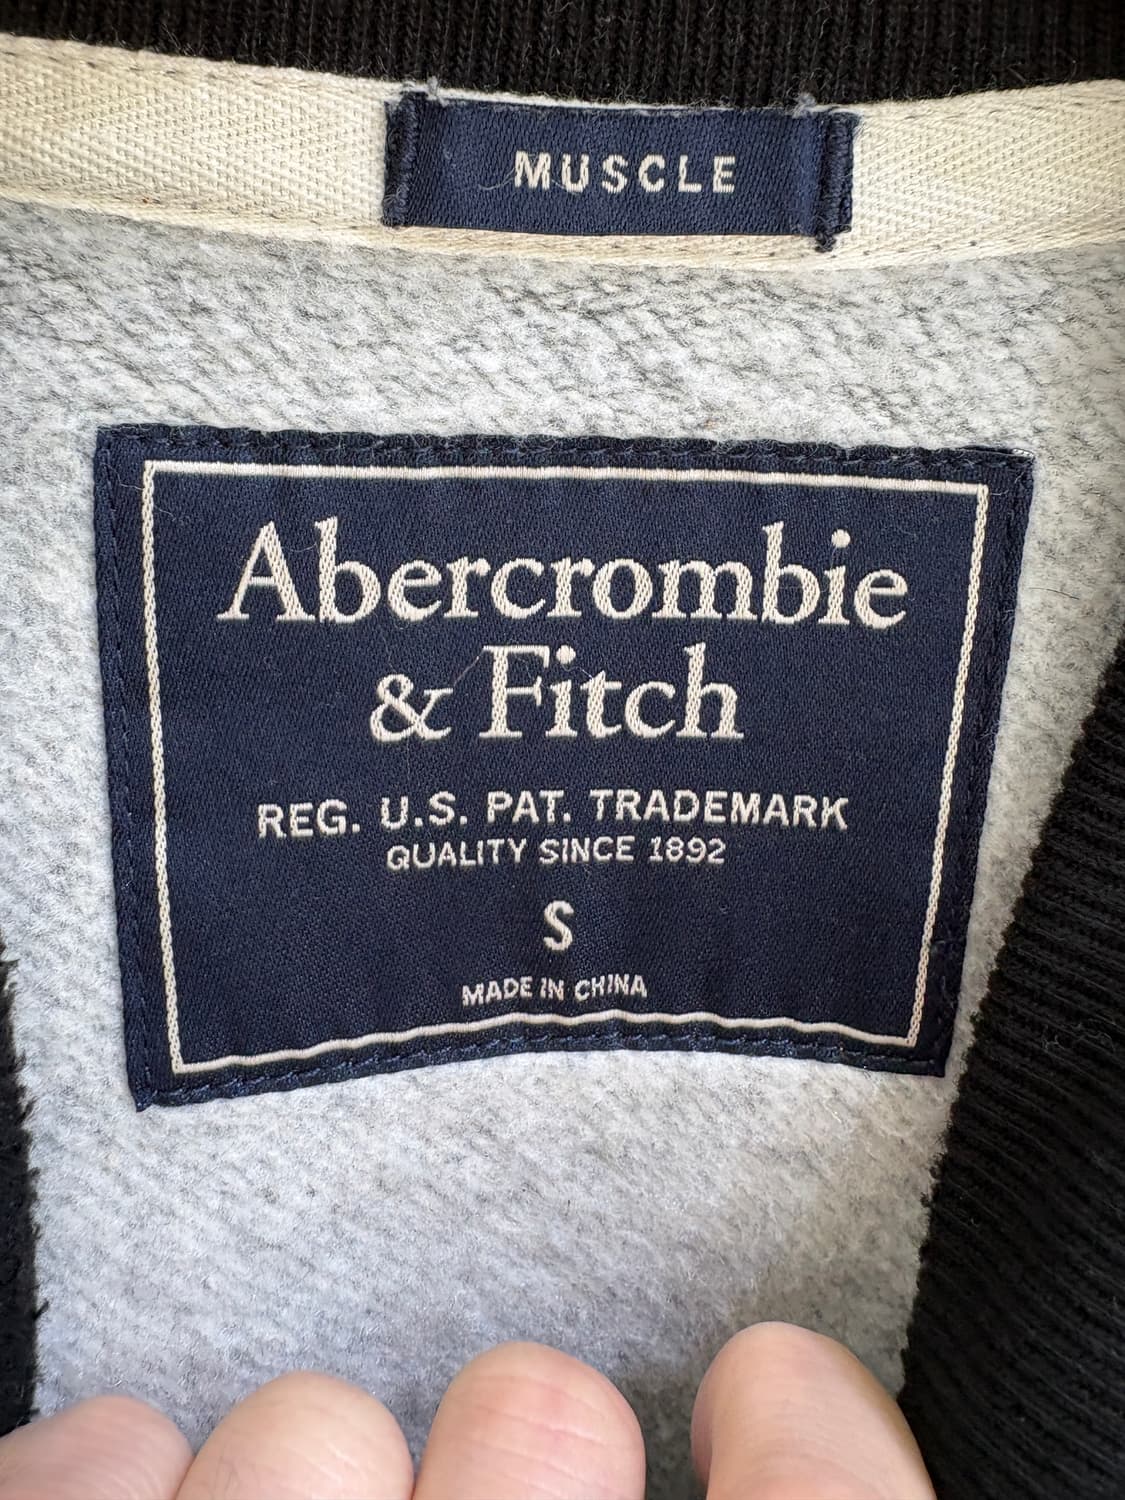 MUSCLE
Abercrombie
& Fitch
REG. U.S. PAT. TRADEMARK
QUALITY SINCE 1892
S
MADE IN CHINA